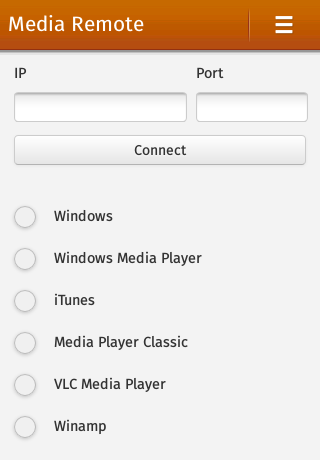 Media Remote
IP Port
Connect
Windows
Windows Media Player
iTunes
Media Player Classic
VLC Media Player
Winamp